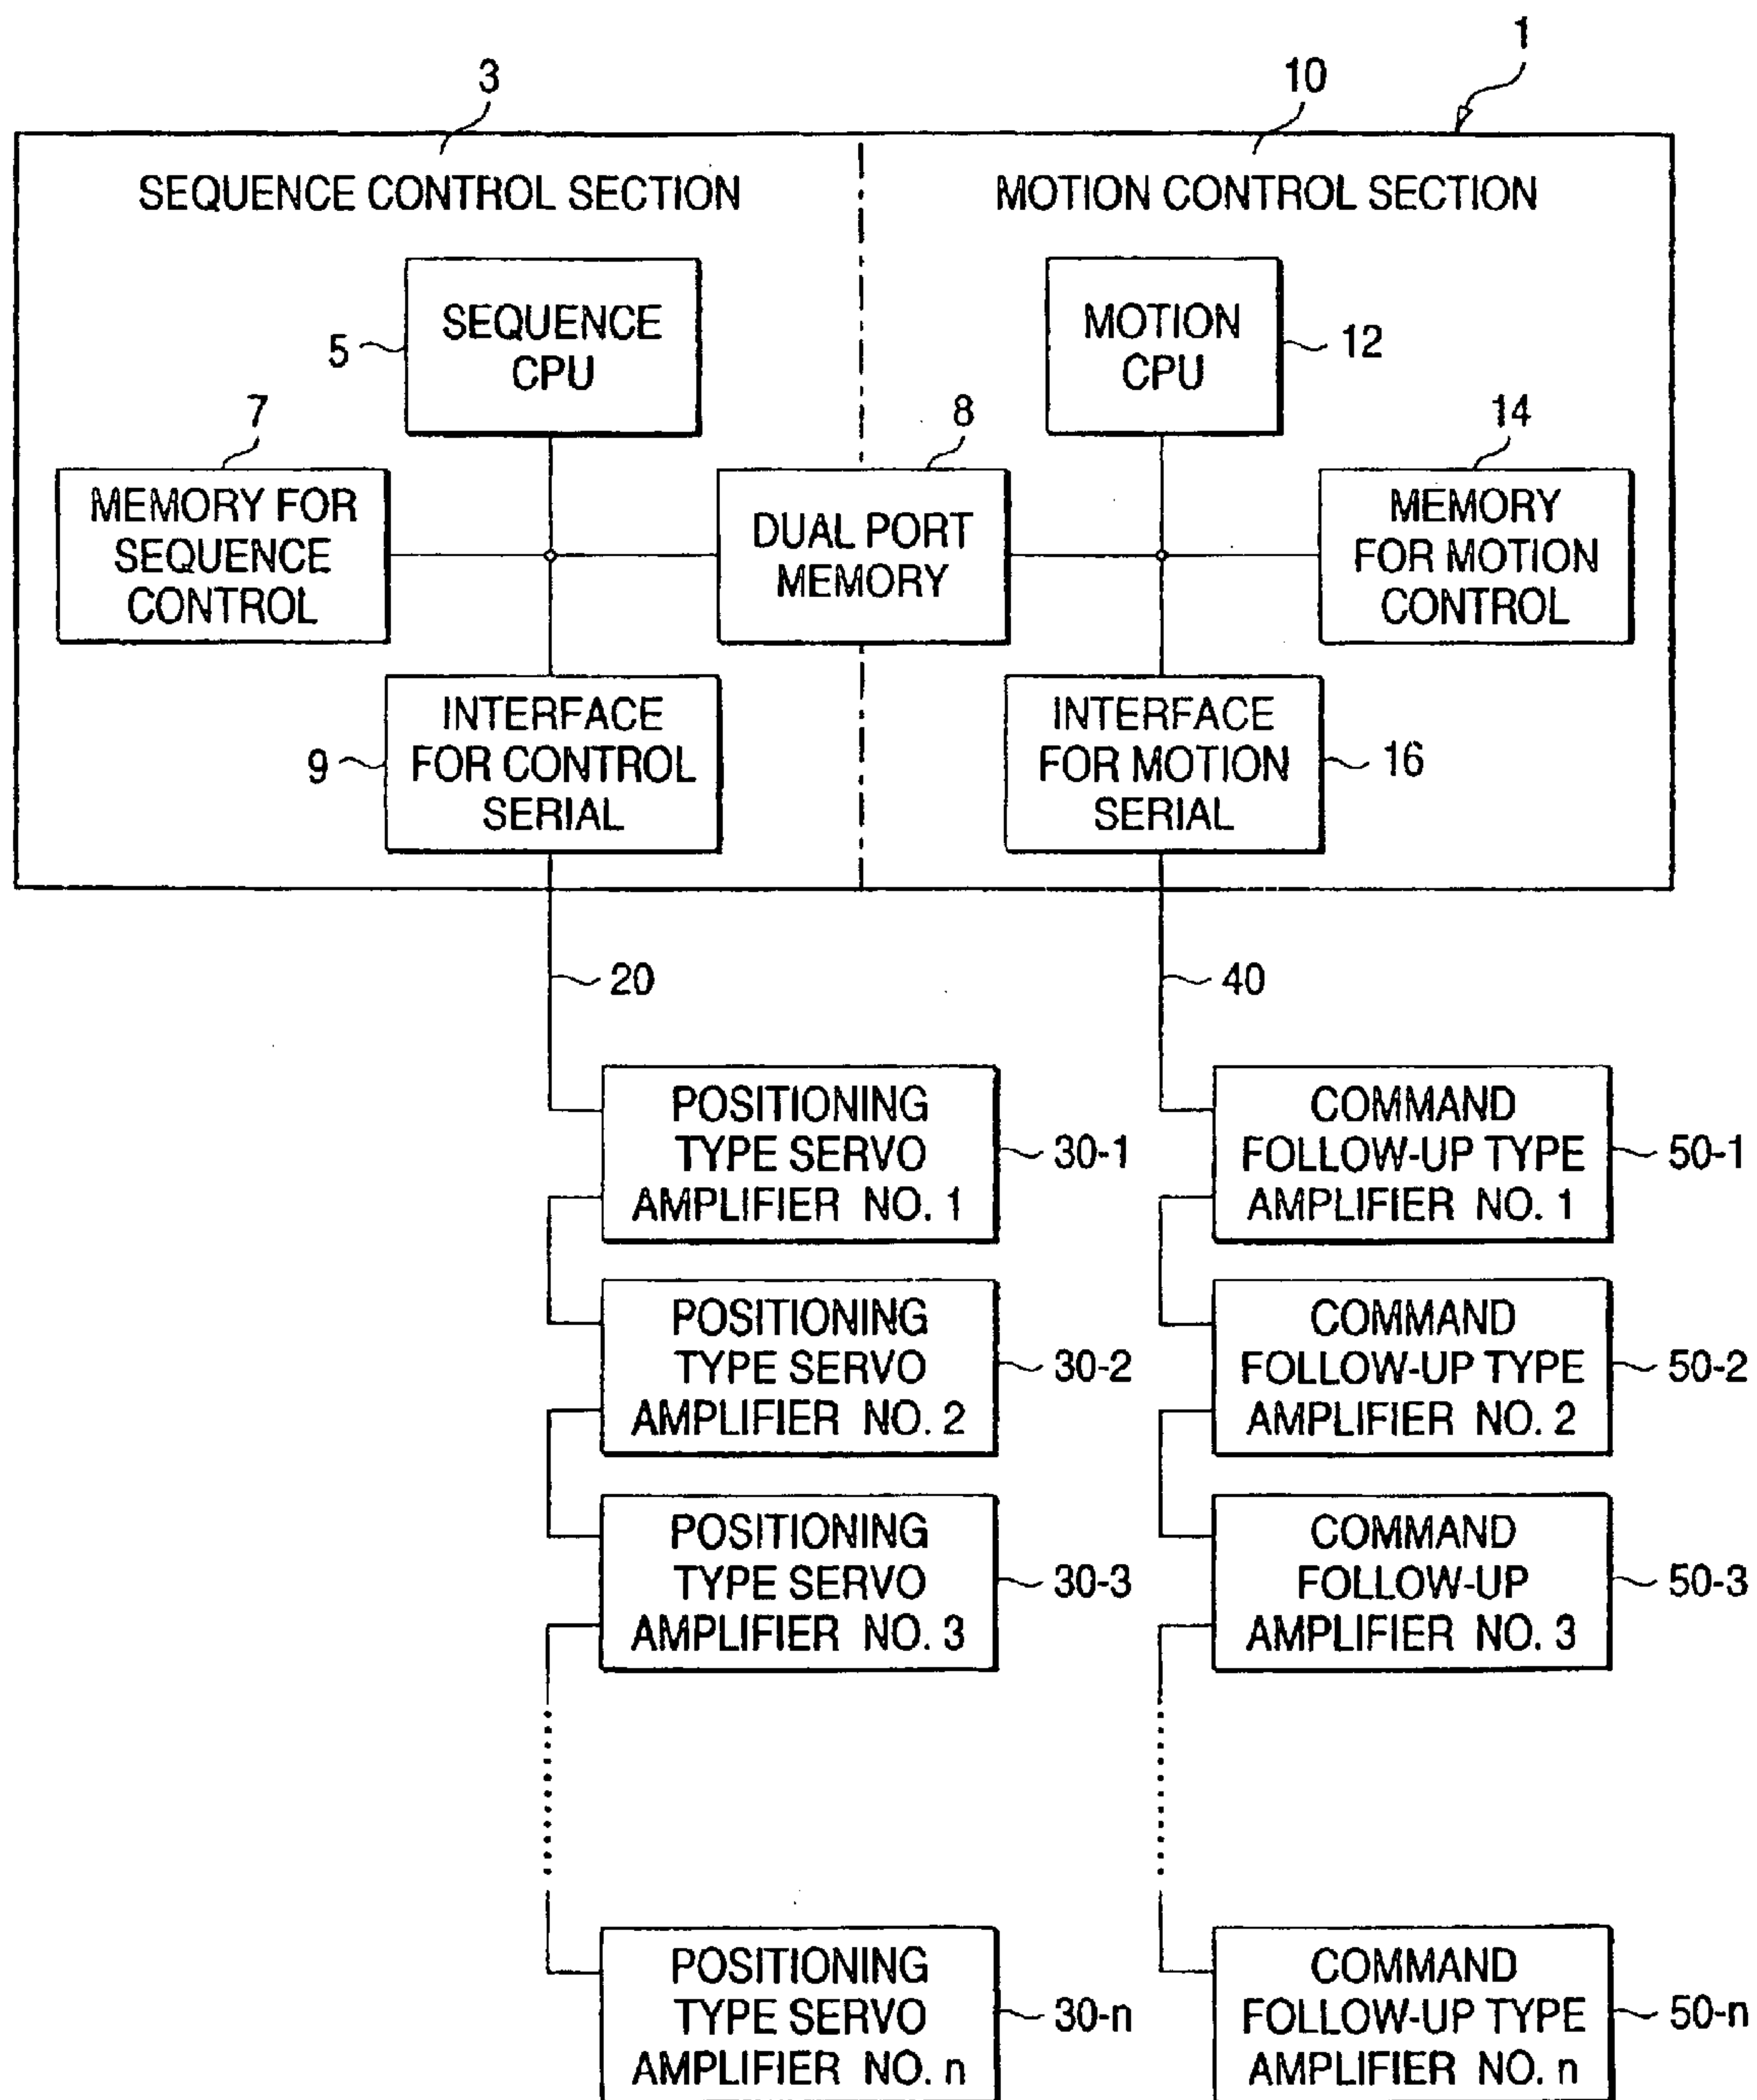 1
3
10
SEQUENCE CONTROL SECTION
MOTION CONTROL SECTION
SEQUENCE
CPU
5
MOTION
CPU
12
7
MEMORY FOR
SEQUENCE
CONTROL
8
DUAL PORT
MEMORY
14
MEMORY
FOR MOTION
CONTROL
9
INTERFACE
FOR CONTROL
SERIAL
INTERFACE
FOR MOTION
SERIAL
16
20
40
POSITIONING
TYPE SERVO
AMPLIFIER NO. 1
30-1
COMMAND
FOLLOW-UP TYPE
AMPLIFIER NO. 1
50-1
POSITIONING
TYPE SERVO
AMPLIFIER NO. 2
30-2
COMMAND
FOLLOW-UP TYPE
AMPLIFIER NO. 2
50-2
POSITIONING
TYPE SERVO
AMPLIFIER NO. 3
30-3
COMMAND
FOLLOW-UP
AMPLIFIER NO. 3
50-3
POSITIONING
TYPE SERVO
AMPLIFIER NO. n
30-n
COMMAND
FOLLOW-UP TYPE
AMPLIFIER NO. n
50-n